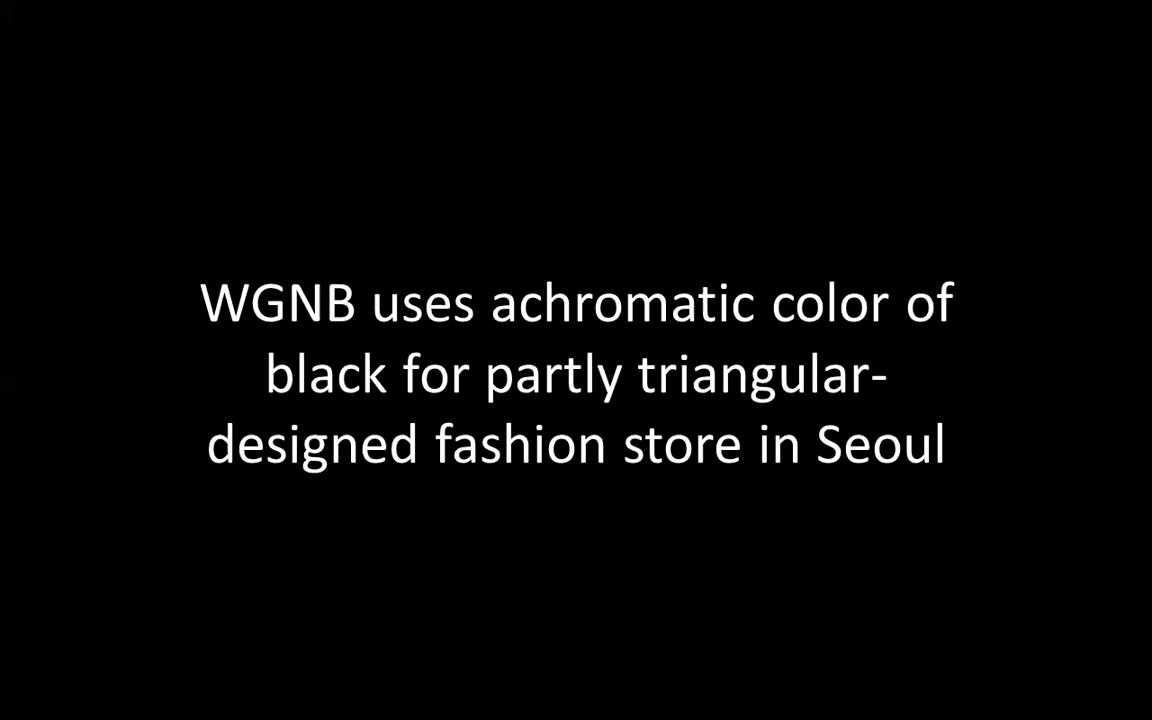 WGNB uses achromatic color of
black for partly triangular-
designed fashion store in Seoul